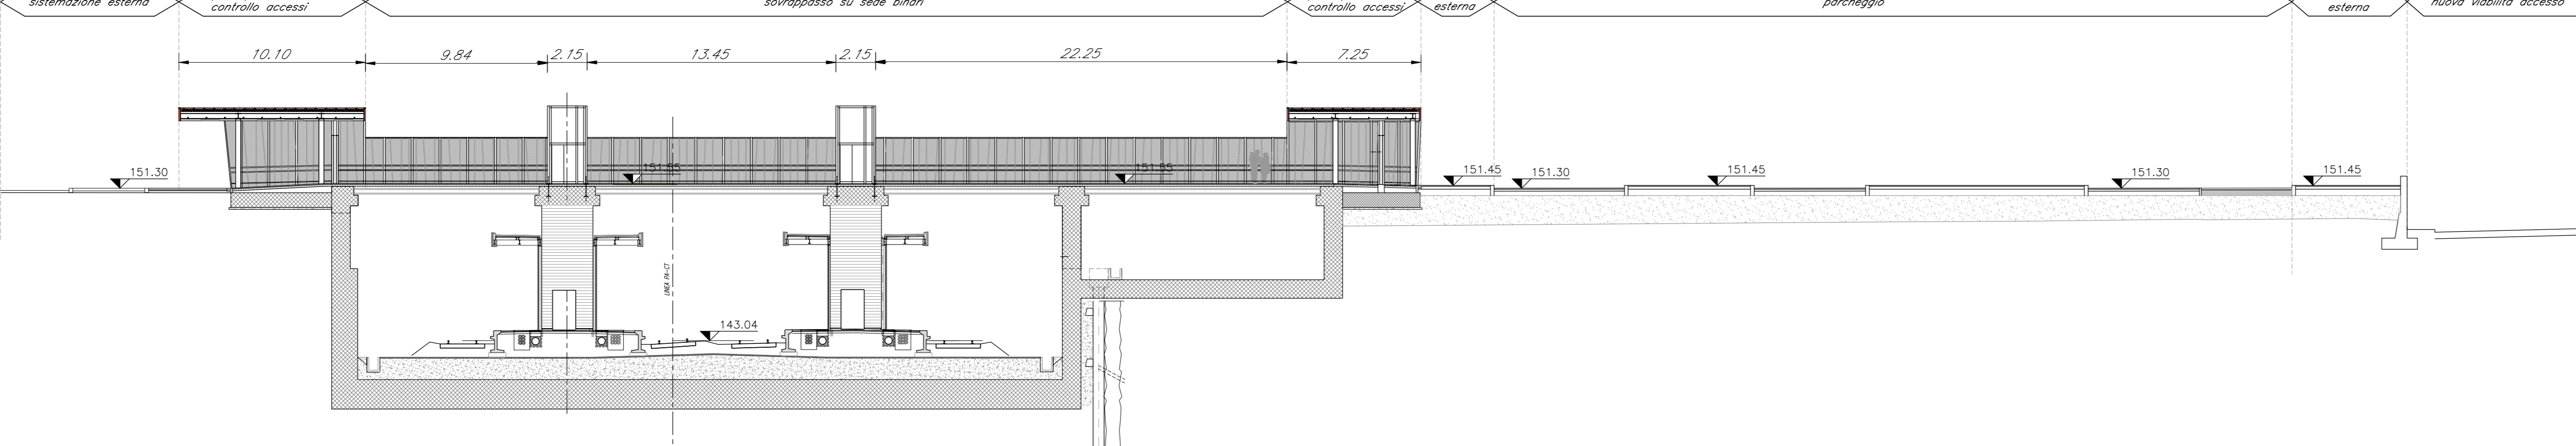 sistemazione esterna
controllo accessi
sovrappasso su sede binari
controllo accessi
esterna
parcheggio
esterna
nuova viabilità accesso
10.10
9.84
2.15
13.45
2.15
22.25
7.25
151.30
151.55
151.55
151.45
151.30
151.45
151.30
151.45
LINEA PA-CT
143.04